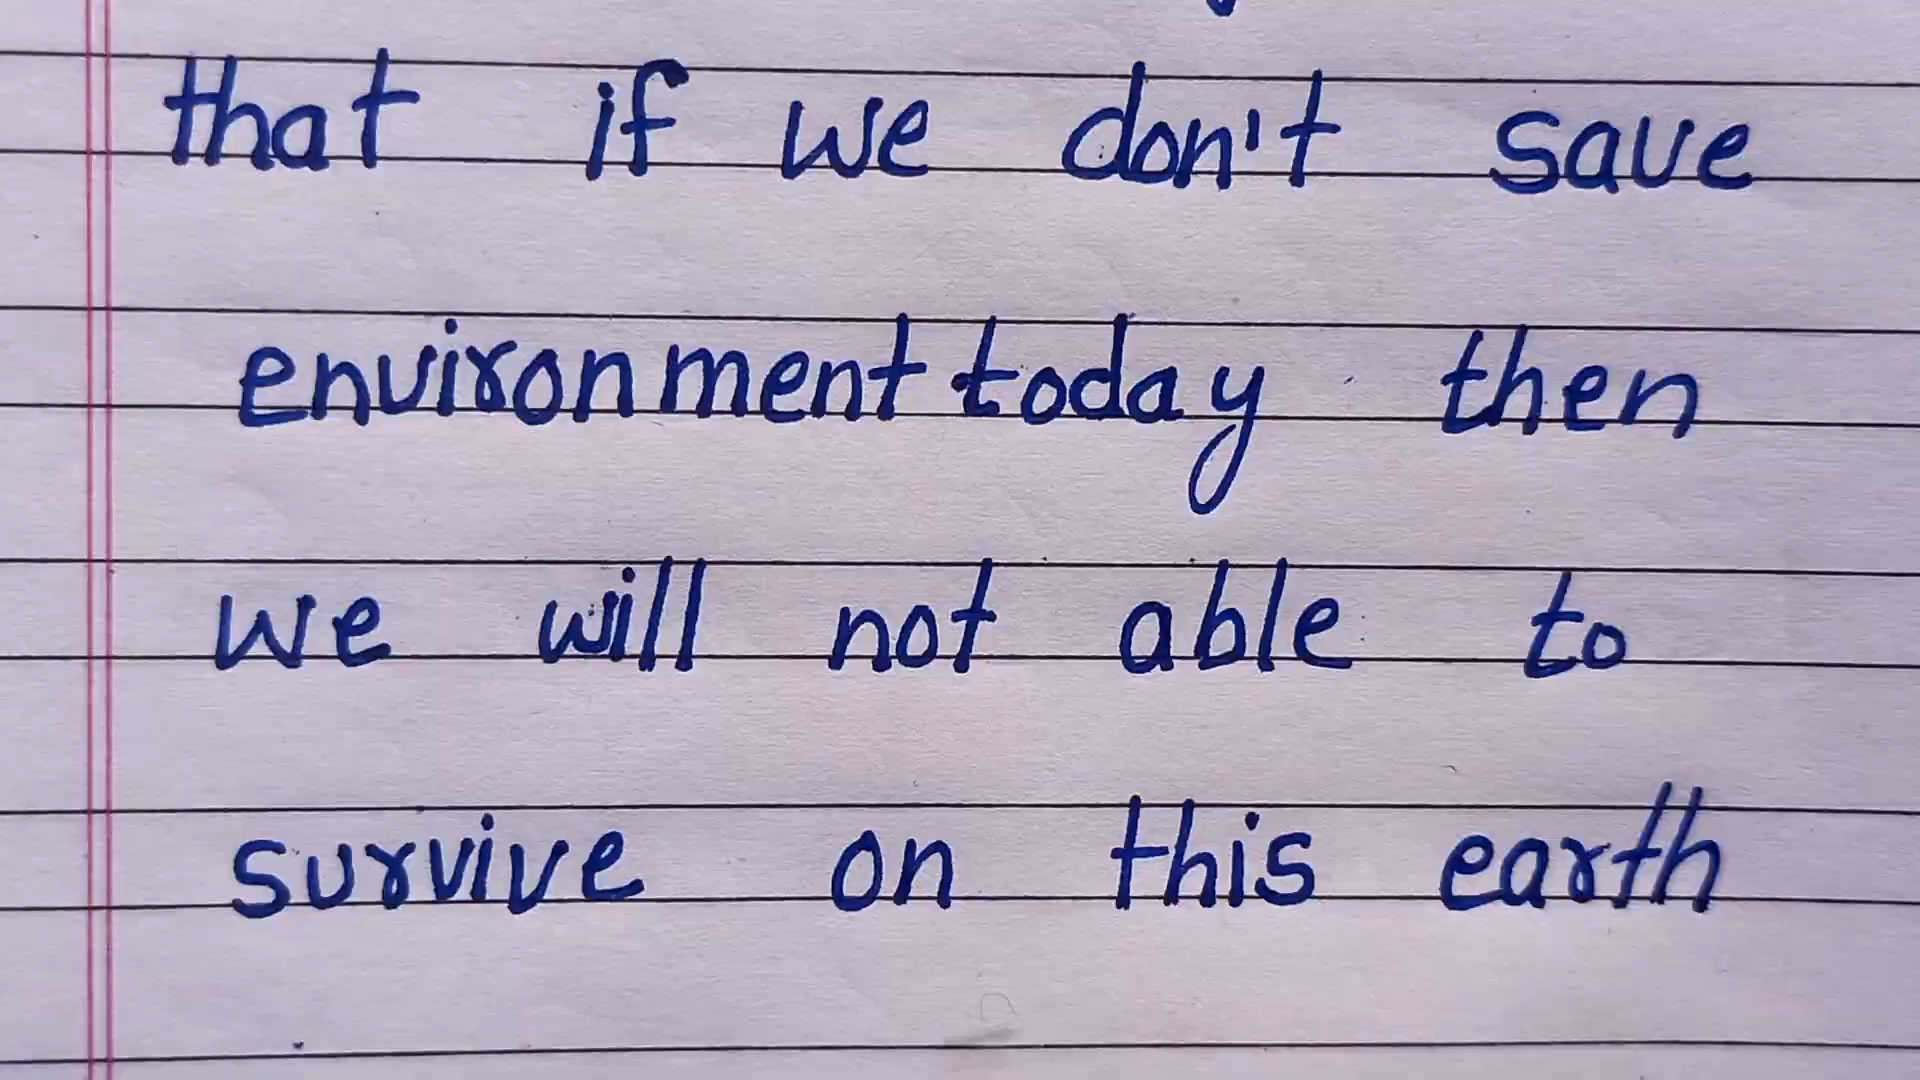 that if we don't save
environment today then
we will not able to
survive on this earth